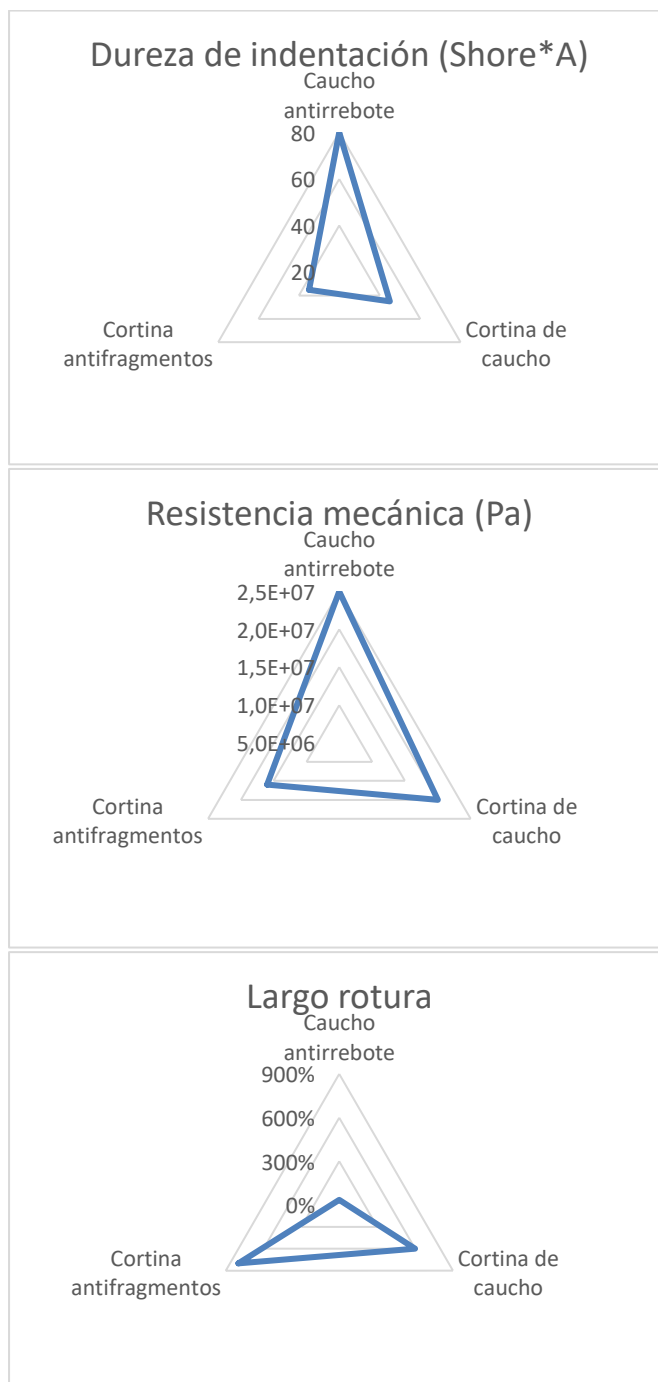 Dureza de indentación (Shore*A)
Caucho
antirrebote
80
60
40
20
Cortina
antifragmentos
Cortina de
caucho
Resistencia mecánica (Pa)
Caucho
antirrebote
2,5E+07
2,0E+07
1,5E+07
1,0E+07
5,0E+06
Cortina
antifragmentos
Cortina de
caucho
Largo rotura
Caucho
antirrebote
900%
600%
300%
0%
Cortina
antifragmentos
Cortina de
caucho